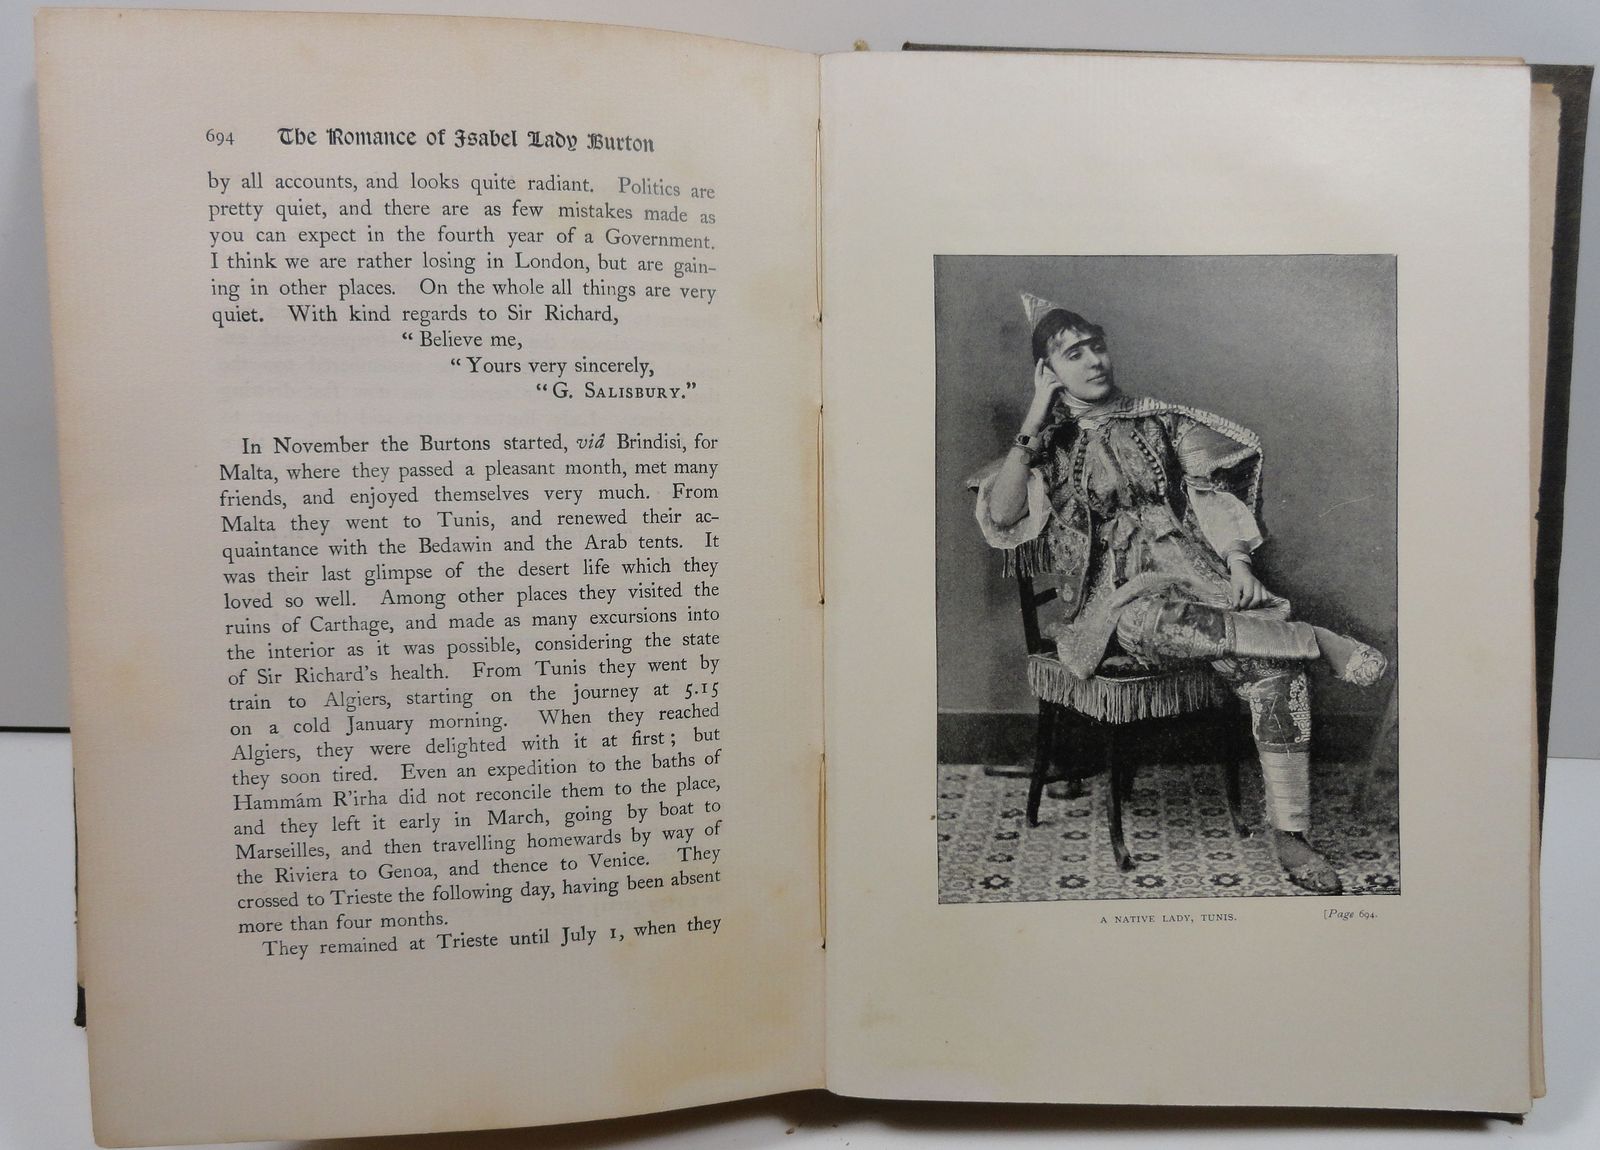 694 The Romance of Isabel Lady Burton
by all accounts, and looks quite radiant. Politics are
pretty quiet, and there are as few mistakes made as
you can expect in the fourth year of a Government.
I think we are rather losing in London, but are gain-
ing in other places. On the whole all things are very
quiet. With kind regards to Sir Richard,
“Believe me,
“Yours very sincerely,
“G. SALISBURY.”
In November the Burtons started, viâ Brindisi, for
Malta, where they passed a pleasant month, met many
friends, and enjoyed themselves very much. From
Malta they went to Tunis, and renewed their ac-
quaintance with the Bedawin and the Arab tents. It
was their last glimpse of the desert life which they
loved so well. Among other places they visited the
ruins of Carthage, and made as many excursions into
the interior as it was possible, considering the state
of Sir Richard's health. From Tunis they went by
train to Algiers, starting on the journey at 5.15
on a cold January morning. When they reached
Algiers, they were delighted with it at first; but
they soon tired. Even an expedition to the baths of
Hammám R'irha did not reconcile them to the place,
and they left it early in March, going by boat to
Marseilles, and then travelling homewards by way of
the Riviera to Genoa, and thence to Venice. They
crossed to Trieste the following day, having been absent
more than four months.
They remained at Trieste until July 1, when they
A NATIVE LADY, TUNIS.
[Page 694.